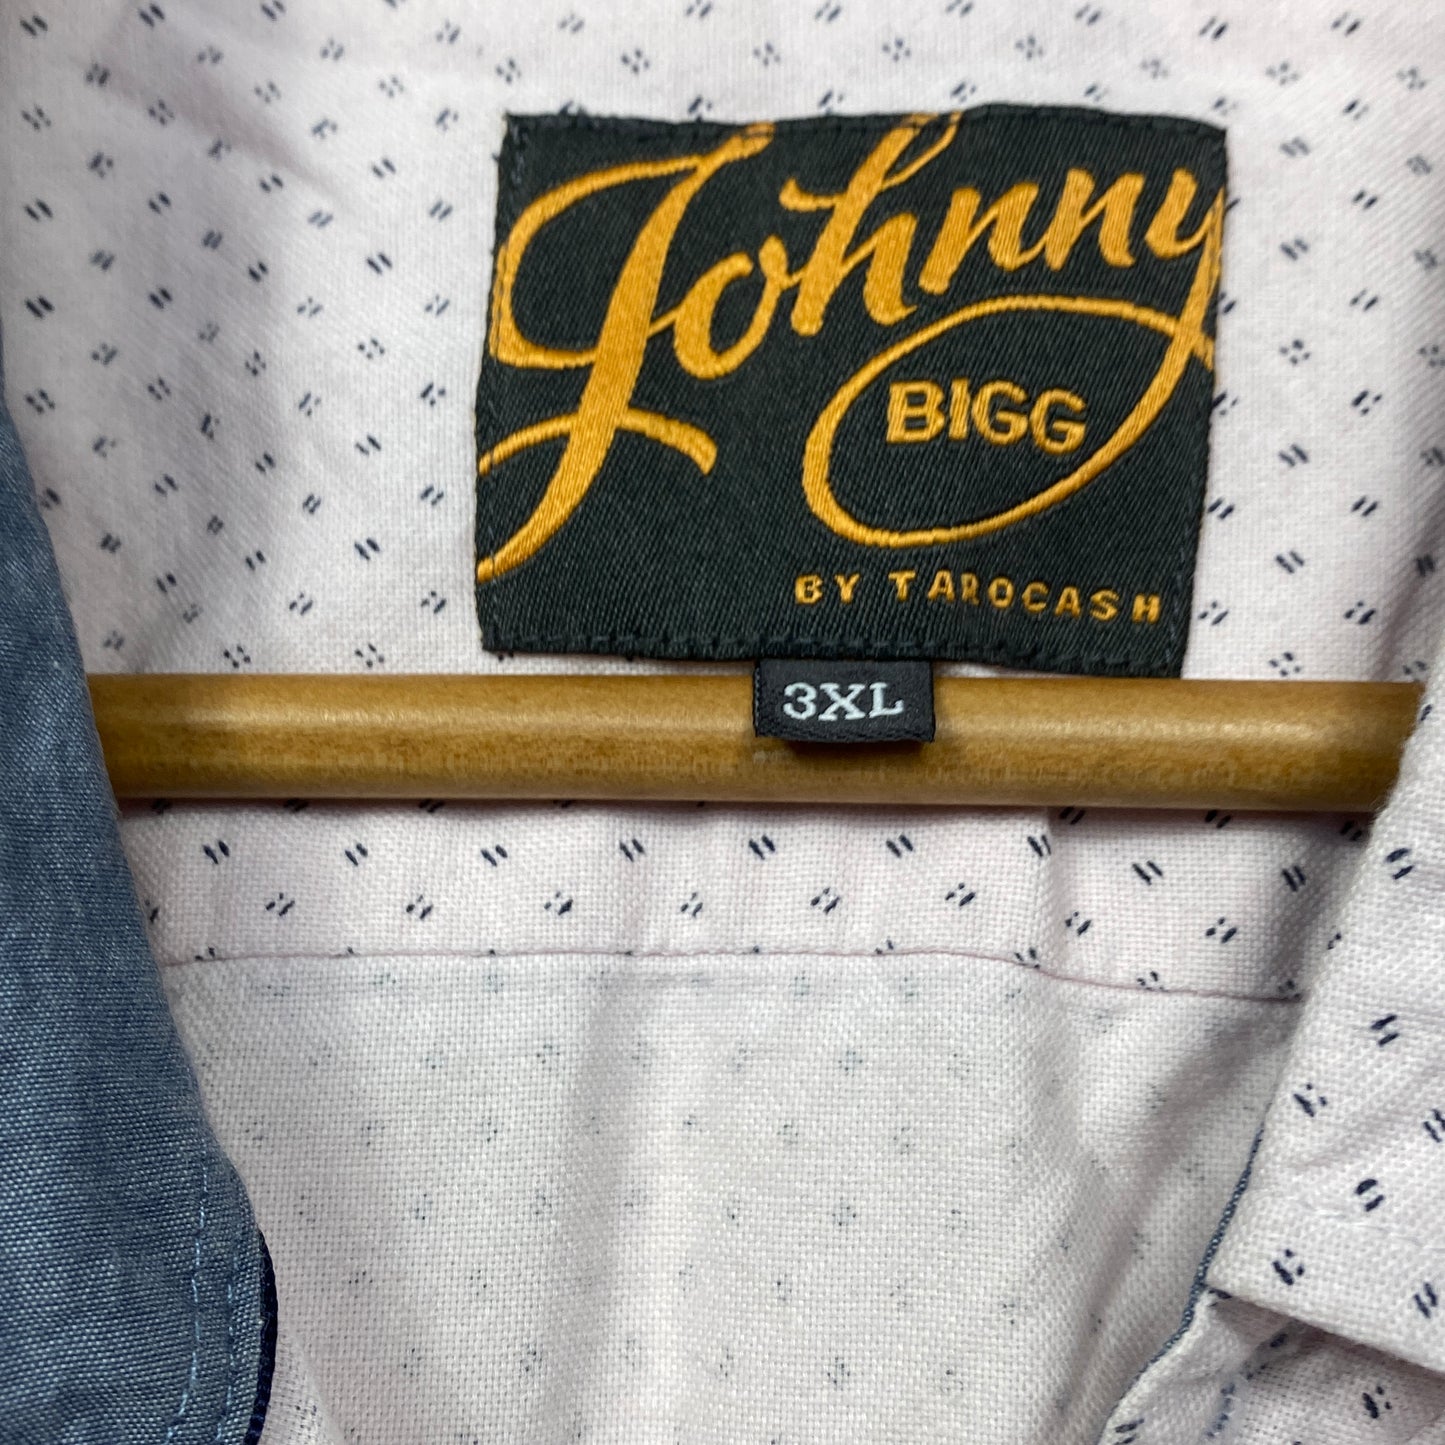 Johnny
BIGG
BY TAROCASH
3XL